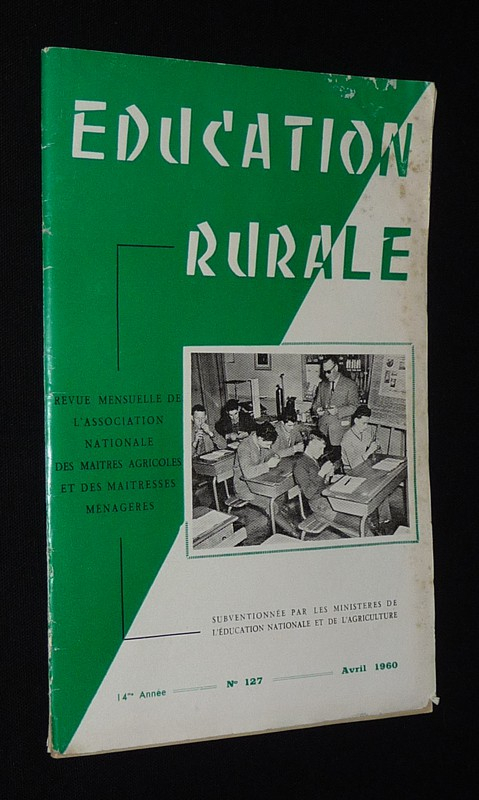 EDUCATION
RURALE
REVUE MENSUELLE DE
L'ASSOCIATION
NATIONALE
DES MAITRES AGRICOLES
ET DES MAITRESSES
MÉNAGÈRES
SUBVENTIONNÉE PAR LES MINISTERES DE
L'ÉDUCATION NATIONALE ET DE L'AGRICULTURE
14me Année N° 127 Avril 1960